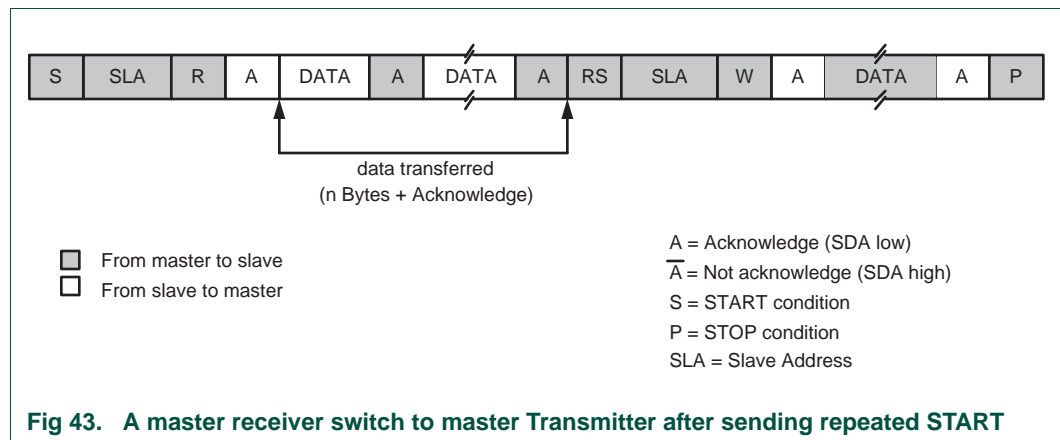 S SLA R A DATA A DATA A RS SLA W A DATA A P
data transferred
(n Bytes + Acknowledge)
From master to slave
From slave to master
A = Acknowledge (SDA low)
A̅ = Not acknowledge (SDA high)
S = START condition
P = STOP condition
SLA = Slave Address
Fig 43. A master receiver switch to master Transmitter after sending repeated START